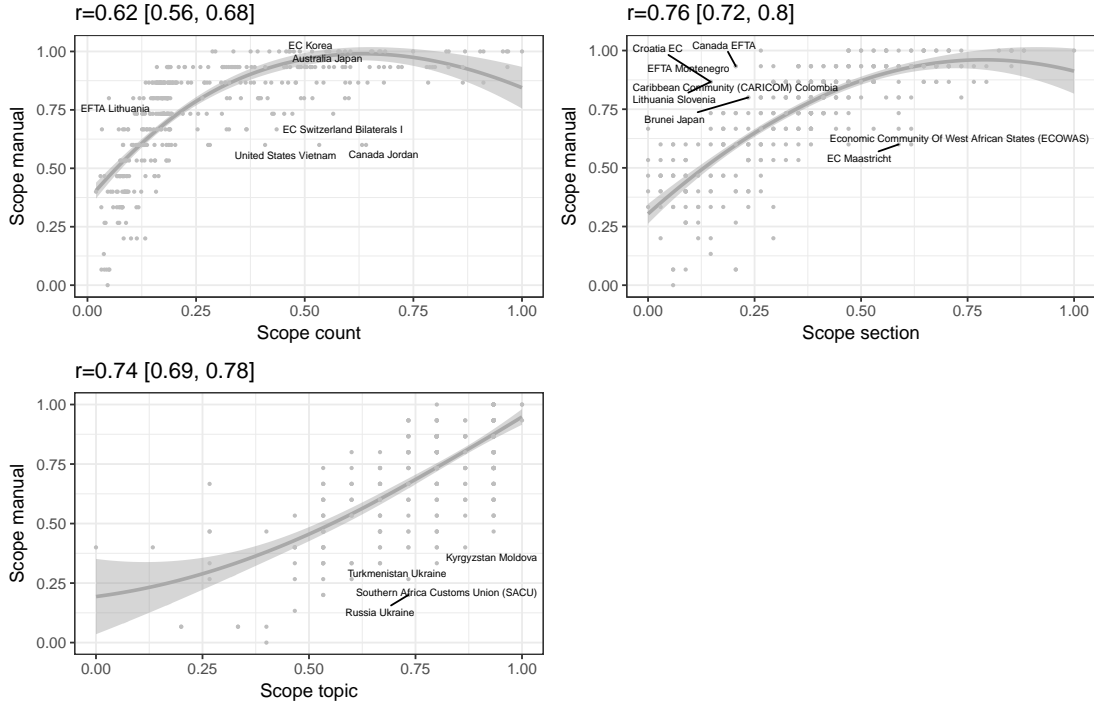 r=0.62 [0.56, 0.68]
Scope manual
1.00
0.75
0.50
0.25
0.00
EC Korea
Australia Japan
EFTA Lithuania
EC Switzerland Bilaterals I
United States Vietnam
Canada Jordan
0.00
0.25
0.50
0.75
1.00
Scope count
r=0.76 [0.72, 0.8]
Scope manual
1.00
0.75
0.50
0.25
0.00
Croatia EC
Canada EFTA
EFTA Montenegro
Caribbean Community (CARICOM) Colombia
Lithuania Slovenia
Brunei Japan
Economic Community Of West African States (ECOWAS)
EC Maastricht
0.00
0.25
0.50
0.75
1.00
Scope section
r=0.74 [0.69, 0.78]
Scope manual
1.00
0.75
0.50
0.25
0.00
Kyrgyzstan Moldova
Turkmenistan Ukraine
Southern Africa Customs Union (SACU)
Russia Ukraine
0.00
0.25
0.50
0.75
1.00
Scope topic